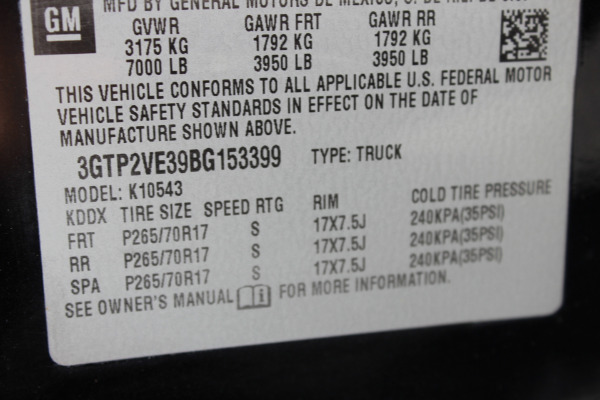 MFD BY GENERAL MOTORS DE MEXICO, S. DE
GM
GVWR GAWR FRT GAWR RR
3175 KG 1792 KG 1792 KG
7000 LB 3950 LB 3950 LB
THIS VEHICLE CONFORMS TO ALL APPLICABLE U.S. FEDERAL MOTOR
VEHICLE SAFETY STANDARDS IN EFFECT ON THE DATE OF
MANUFACTURE SHOWN ABOVE.
3GTP2VE39BG153399 TYPE: TRUCK
MODEL: K10543
KDDX TIRE SIZE SPEED RTG RIM COLD TIRE PRESSURE
FRT P265/70R17 S 17X7.5J 240KPA(35PSI)
RR P265/70R17 S 17X7.5J 240KPA(35PSI)
SPA P265/70R17 S 17X7.5J 240KPA(35PSI)
SEE OWNER'S MANUAL FOR MORE INFORMATION.